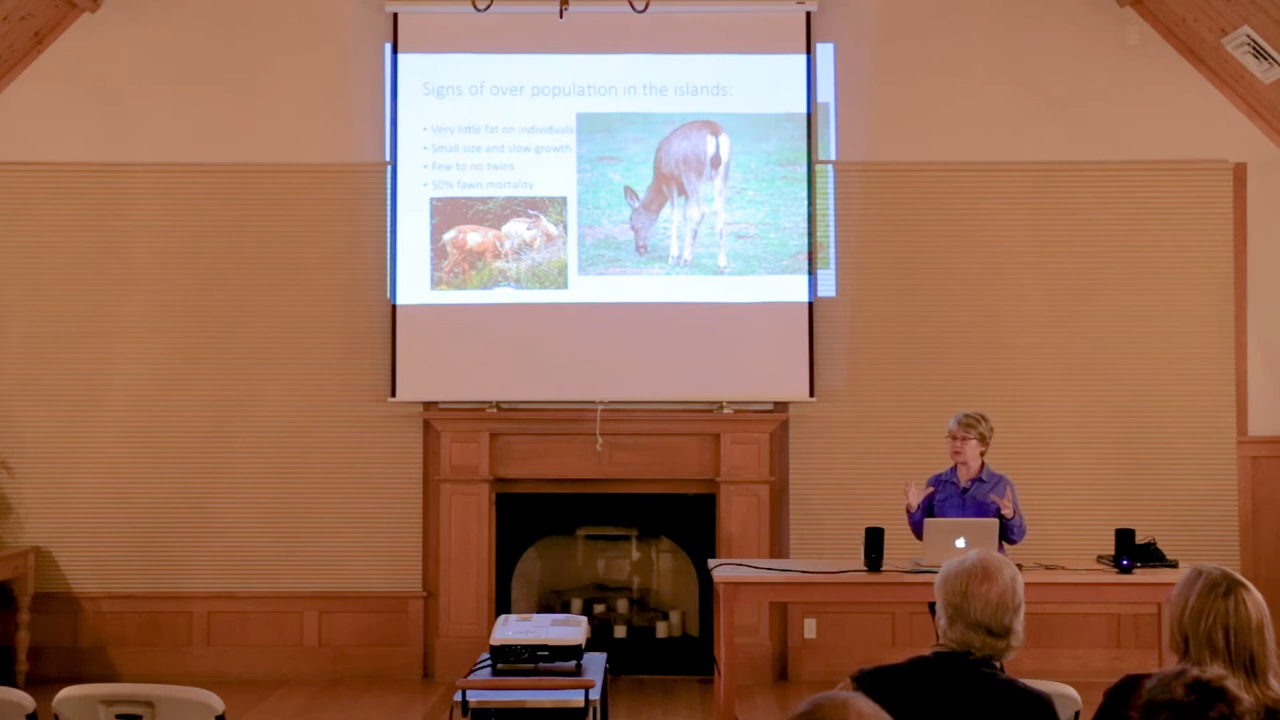 Signs of over population in the islands:
• Very little fat on individuals
• Small size and slow growth
• Few to no twins
• 50% fawn mortality